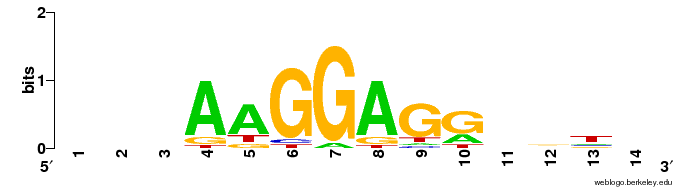 2
bits
1
0
AAGGAGG
5′ 1 2 3 4 5 6 7 8 9 10 11 12 13 14 3′
weblogo.berkeley.edu